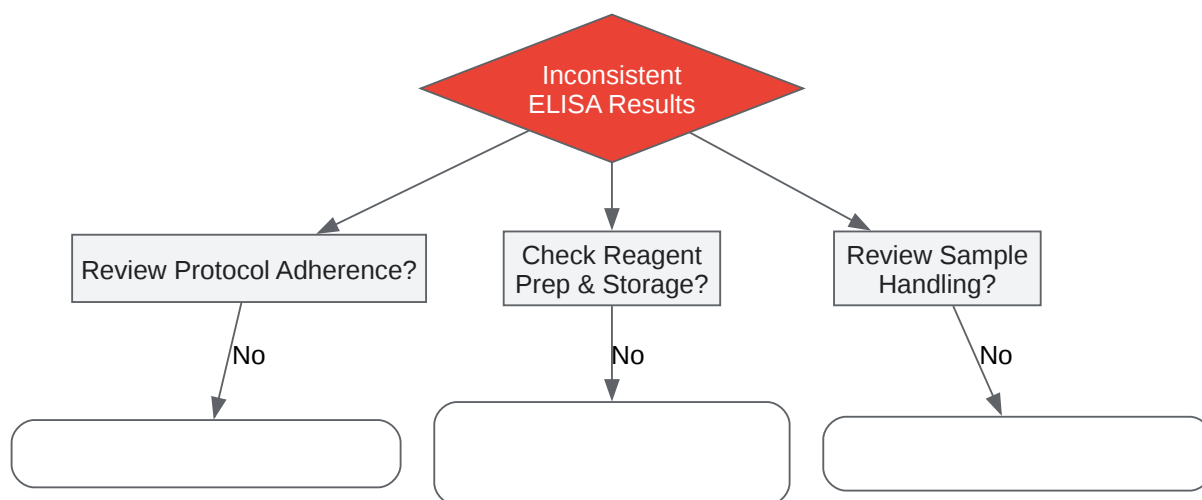 Inconsistent
ELISA Results
Review Protocol Adherence?
Check Reagent
Prep & Storage?
Review Sample
Handling?
No
No
No